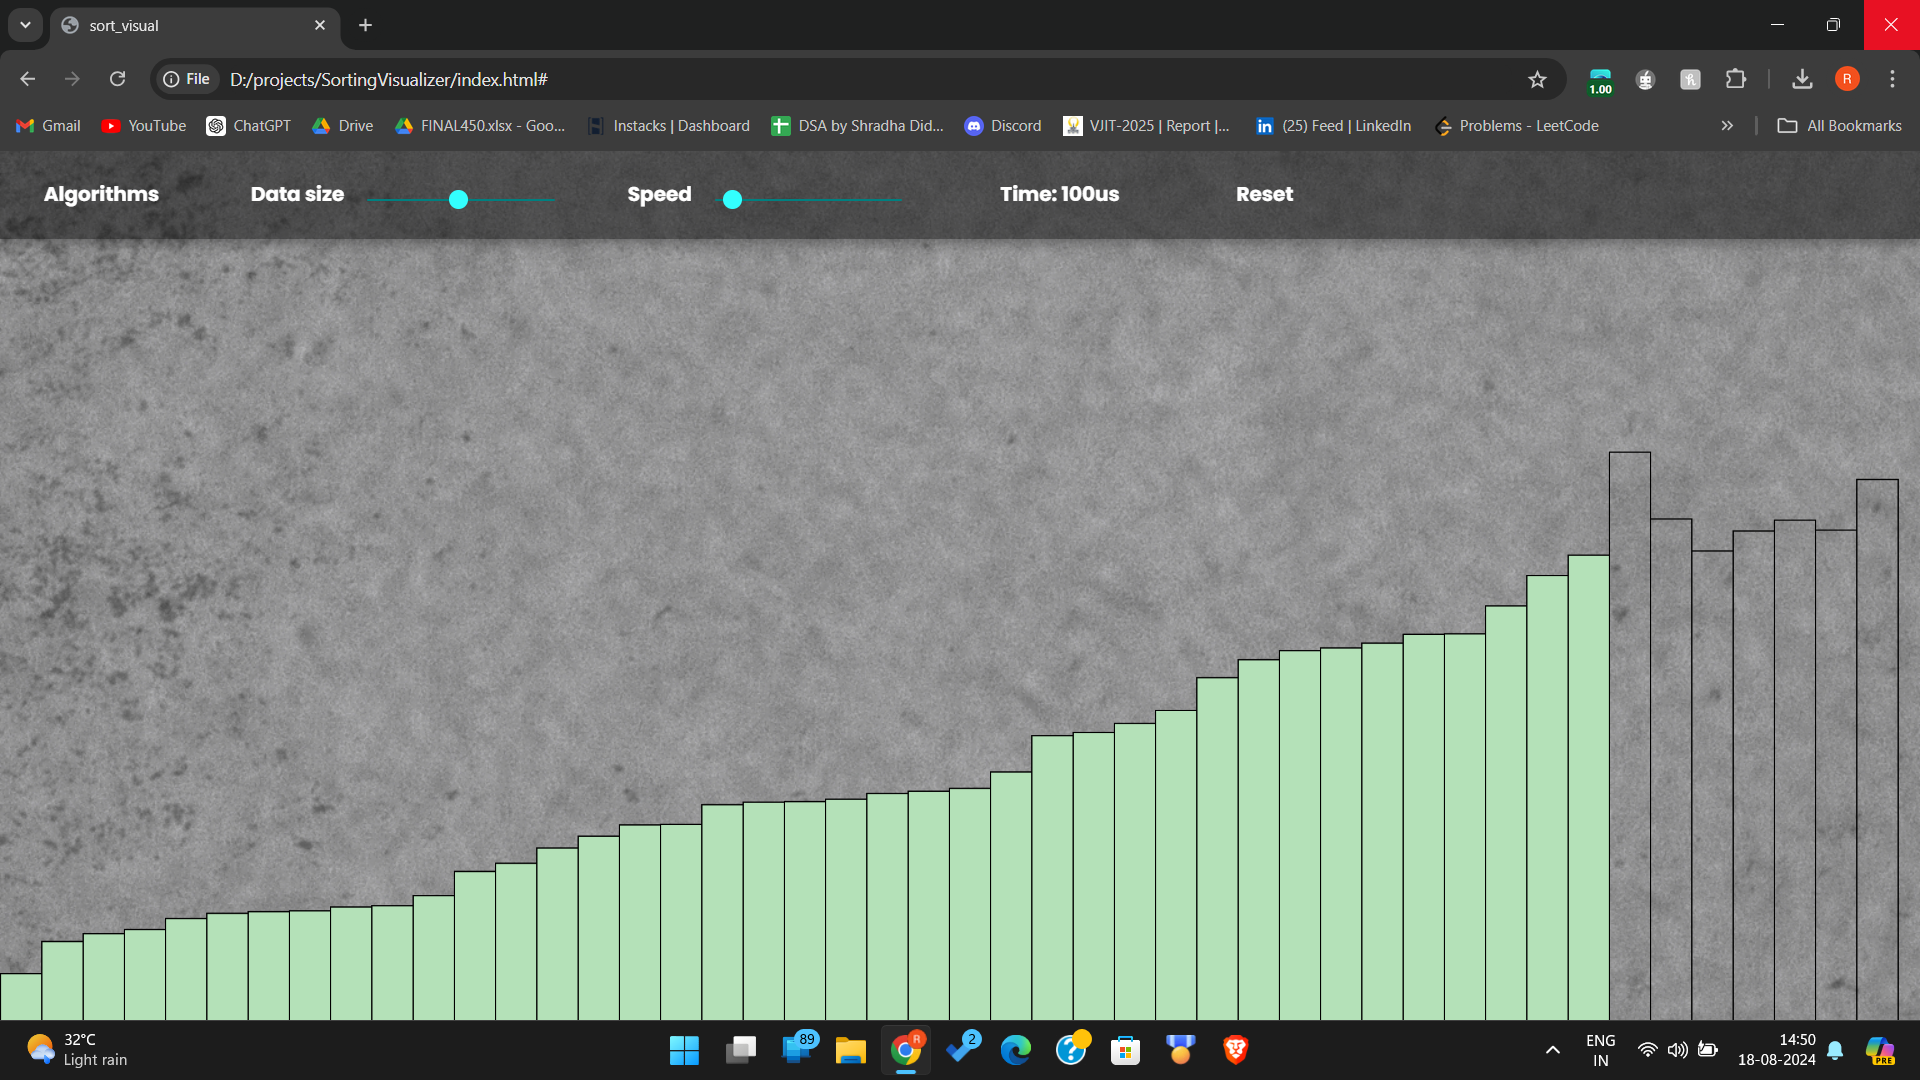 sort_visual
File D:/projects/SortingVisualizer/index.html#
1.00
R
Gmail YouTube ChatGPT Drive FINAL450.xlsx - Goo... Instacks | Dashboard DSA by Shradha Did... Discord VJIT-2025 | Report |... (25) Feed | LinkedIn Problems - LeetCode » All Bookmarks
Algorithms Data size Speed Time: 100us Reset
32°C
Light rain
89
R
2
ENG
IN
14:50
18-08-2024
PRE